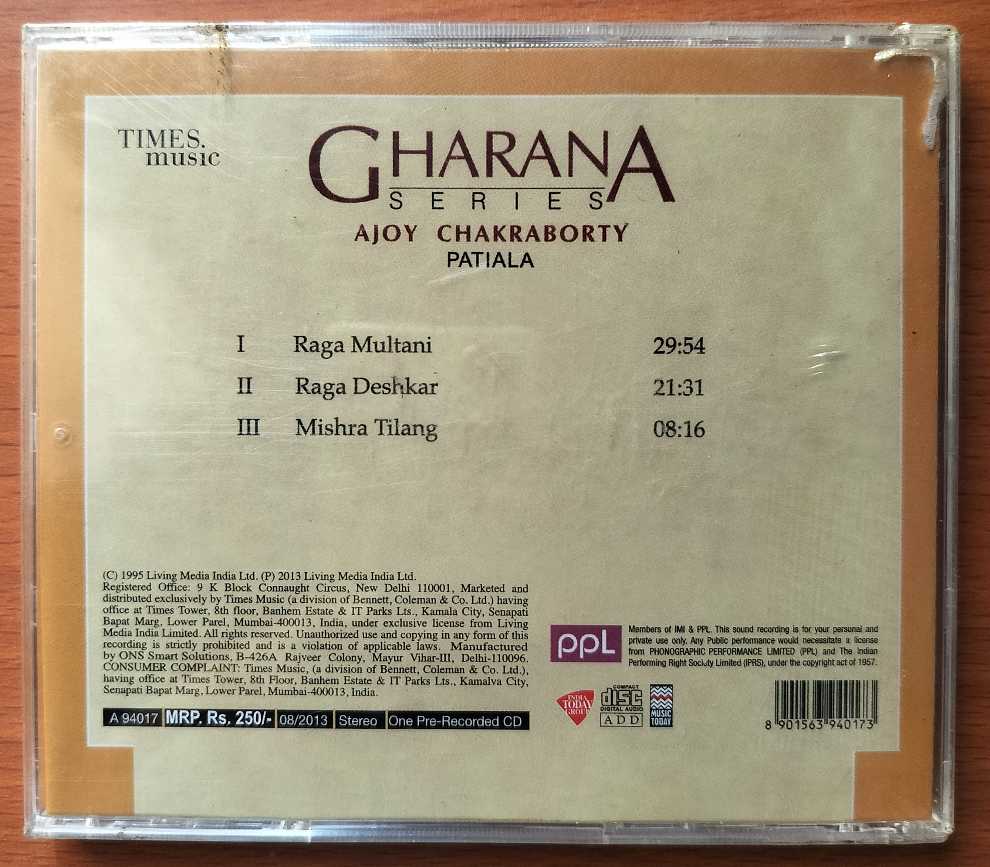 TIMES.
music
GHARANA
SERIES
AJOY CHAKRABORTY
PATIALA
I Raga Multani 29:54
II Raga Deshkar 21:31
III Mishra Tilang 08:16
(C) 1995 Living Media India Ltd. (P) 2013 Living Media India Ltd.
Registered Office: 9 K Block Connaught Circus, New Delhi 110001, Marketed and
distributed exclusively by Times Music (a division of Bennett, Coleman & Co. Ltd.) having
office at Times Tower, 8th floor, Banhem Estate & IT Parks Lts., Kamala City, Senapati
Bapat Marg, Lower Parel, Mumbai-400013, India, under exclusive license from Living
Media India Limited. All rights reserved. Unauthorized use and copying in any form of this
recording is strictly prohibited and is a violation of applicable laws. Manufactured
by ONS Smart Solutions, B-426A Rajveer Colony, Mayur Vihar-III, Delhi-110096.
CONSUMER COMPLAINT: Times Music, (a division of Bennett, Coleman & Co. Ltd.),
having office at Times Tower, 8th Floor, Banhem Estate & IT Parks Lts., Kamalva City,
Senapati Bapat Marg, Lower Parel, Mumbai-400013, India.
A 94017 MRP. Rs. 250/- 08/2013 Stereo One Pre-Recorded CD
ppL
Members of IMI & PPL. This sound recording is for your personal and
private use only. Any Public performance would necessitate a license
from PHONOGRAPHIC PERFORMANCE LIMITED (PPL) and The Indian
Performing Right Society Limited (IPRS), under the copyright act of 1957.
INDIA
TODAY
GROUP
COMPACT
disc
DIGITAL AUDIO
ADD
MUSIC
TODAY
8 901563 940173